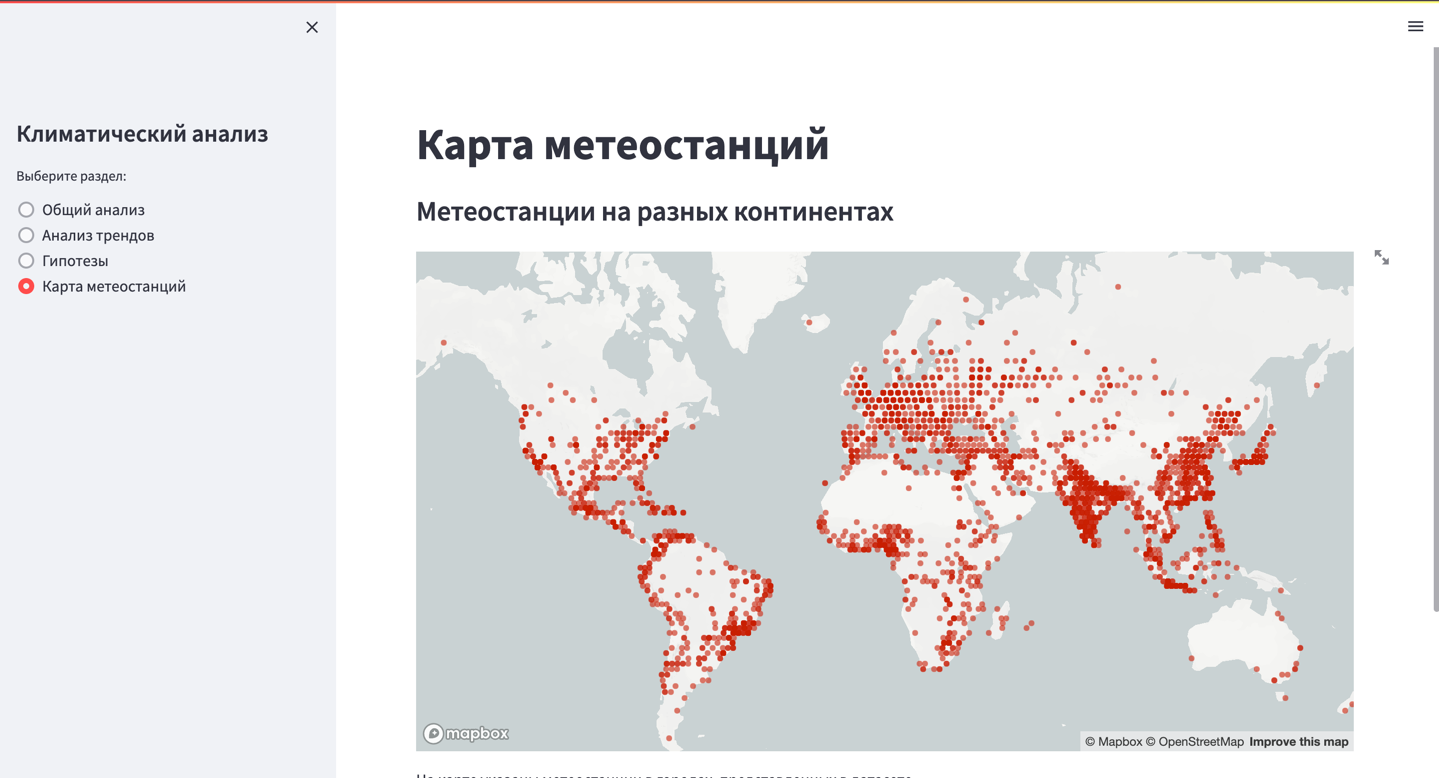 Климатический анализ
Выберите раздел:
Общий анализ
Анализ трендов
Гипотезы
Карта метеостанций
Карта метеостанций
Метеостанции на разных континентах
mapbox
© Mapbox © OpenStreetMap Improve this map